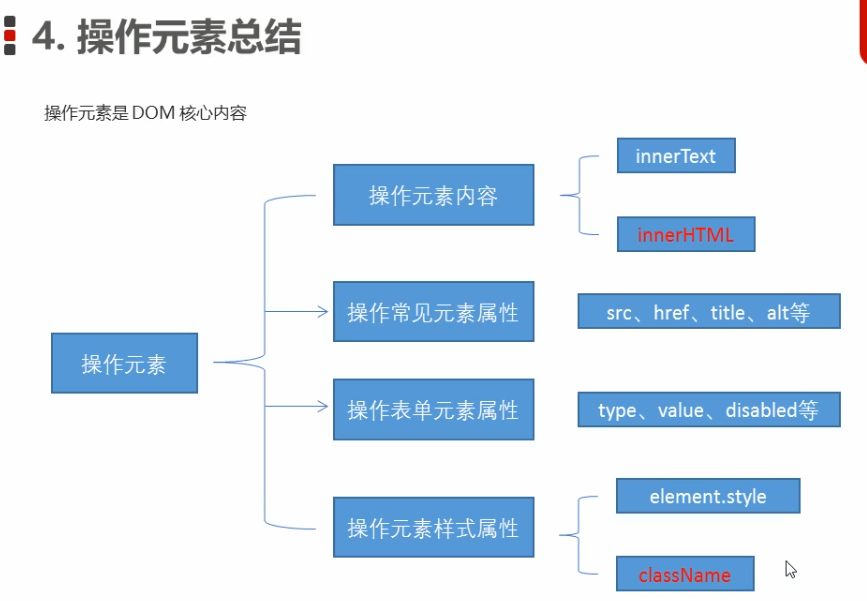 4. 操作元素总结
操作元素是 DOM 核心内容
操作元素
操作元素内容
innerText
innerHTML
操作常见元素属性
src、href、title、alt等
操作表单元素属性
type、value、disabled等
操作元素样式属性
element.style
className